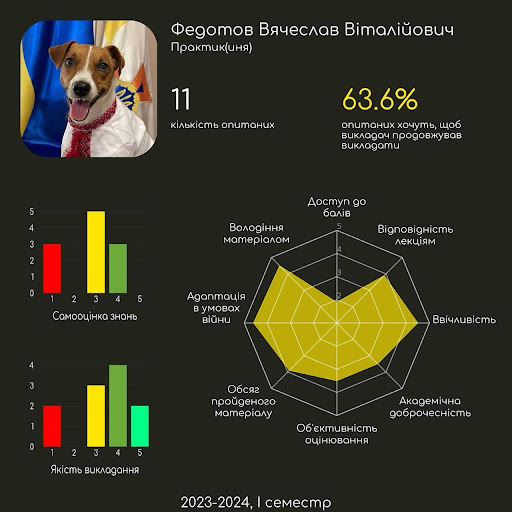 Федотов Вячеслав Віталійович
Практик(иня)
11
кількість опитаних
63.6%
опитаних хочуть, щоб
викладач продовжував
викладати
5
4
3
2
1
0
1 2 3 4 5
Самооцінка знань
4
3
2
1
0
1 2 3 4 5
Якість викладання
Доступ до
балів
Відповідність
лекціям
Ввічливість
Академічна
доброчесність
Об'єктивність
оцінювання
Обсяг
пройденого
матеріалу
Адаптація
в умовах
війни
Володіння
матеріалом
5
4
3
2
2023-2024, І семестр